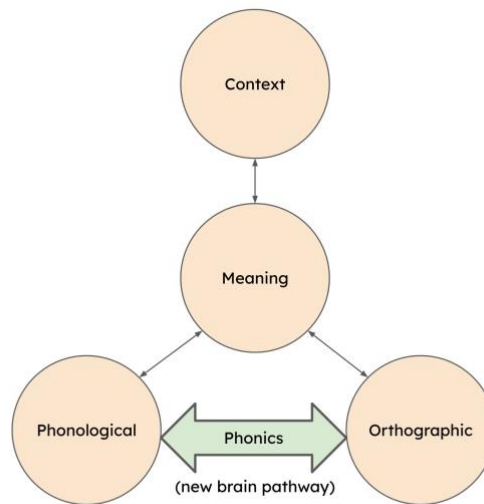 Context
Meaning
Phonological
Phonics
Orthographic
(new brain pathway)